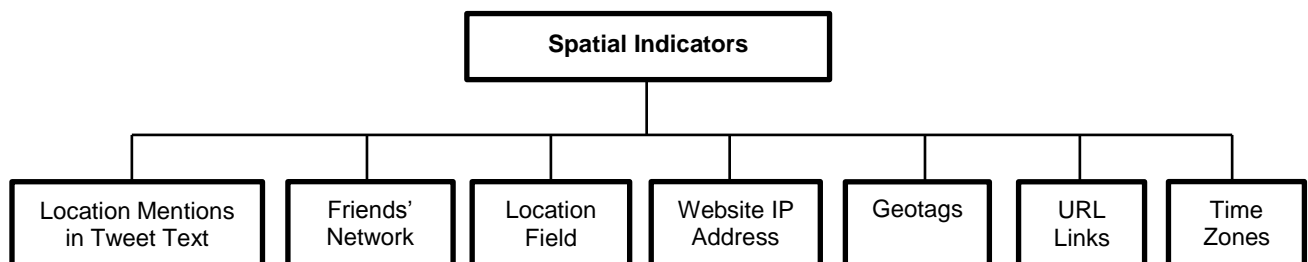 Spatial Indicators
Location Mentions
in Tweet Text
Friends’
Network
Location
Field
Website IP
Address
Geotags
URL
Links
Time
Zones